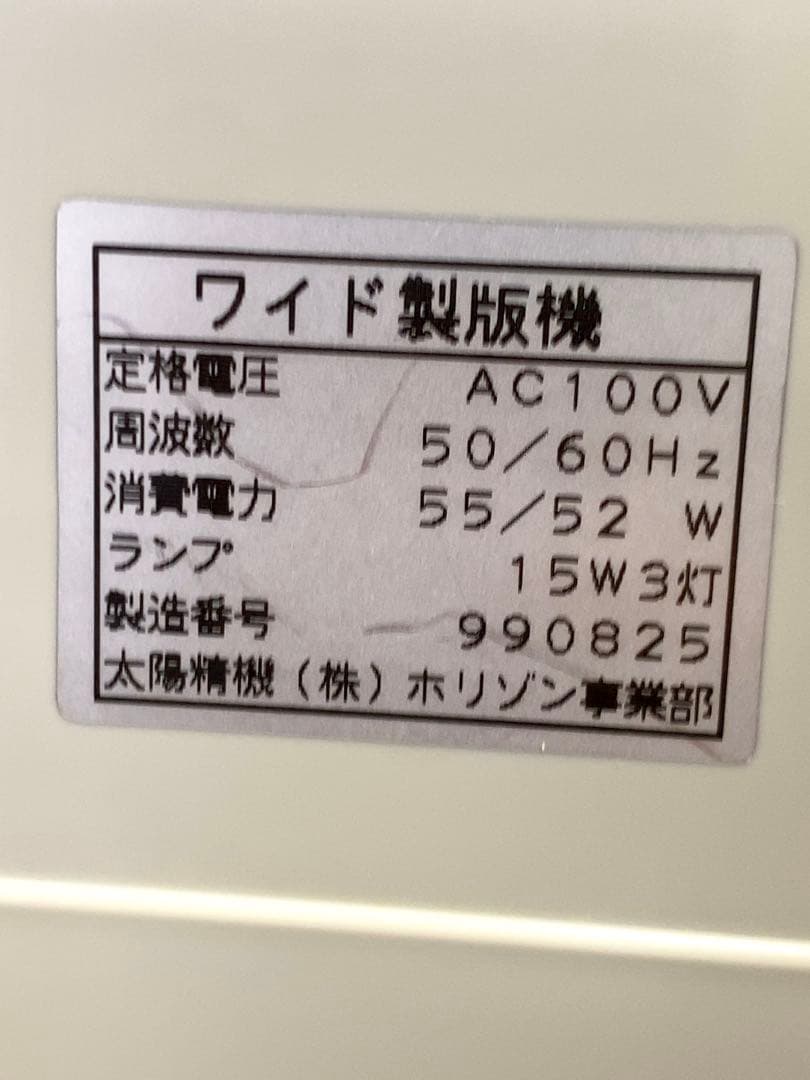 ワイド製版機
定格電圧 AC100V
周波数 50/60Hz
消費電力 55/52 W
ランプ 15W3灯
製造番号 990825
太陽精機(株)ホリゾン事業部